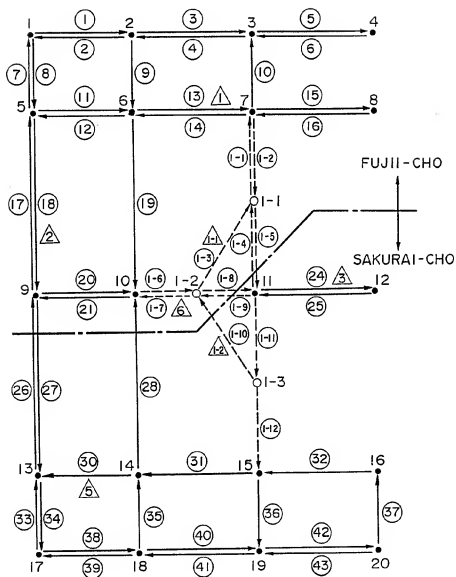 1 2 3 4
① ③ ⑤
② ④ ⑥
⑦ ⑧ ⑨ ⑩
⑪ ⑬ 1 ⑮
5 6 7 8
⑫ ⑭ ⑯
1-1 1-2
FUJII-CHO
⑰ ⑱ ⑲ 1-1
1-1 1-4 1-5
2 1-3
SAKURAI-CHO
⑳ 1-6 1-2 1-8 24 3
9 10 11 12
21 1-7 6 1-9 25
1-10 1-11
1-2
26 27 28 1-3
1-12
30 31 32
13 14 15 16
5
33 34 35 36 37
38 40 42
17 39 18 41 19 43 20